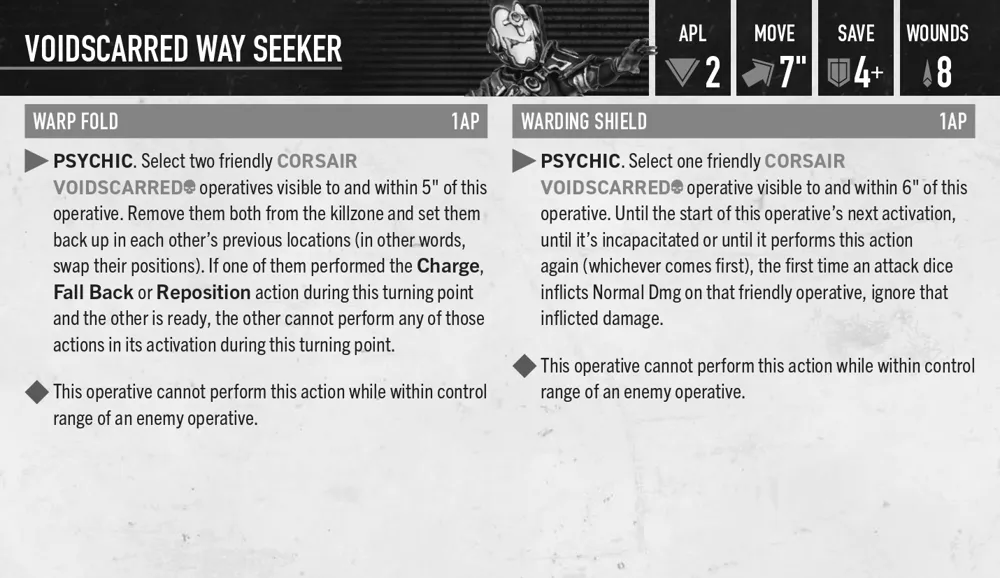 VOIDSCARRED WAY SEEKER
APL
2
MOVE
7"
SAVE
4+
WOUNDS
8
WARP FOLD 1AP
PSYCHIC. Select two friendly CORSAIR
VOIDSCARRED operatives visible to and within 5" of this
operative. Remove them both from the killzone and set them
back up in each other's previous locations (in other words,
swap their positions). If one of them performed the Charge,
Fall Back or Reposition action during this turning point
and the other is ready, the other cannot perform any of those
actions in its activation during this turning point.
This operative cannot perform this action while within control
range of an enemy operative.
WARDING SHIELD 1AP
PSYCHIC. Select one friendly CORSAIR
VOIDSCARRED operative visible to and within 6" of this
operative. Until the start of this operative's next activation,
until it's incapacitated or until it performs this action
again (whichever comes first), the first time an attack dice
inflicts Normal Dmg on that friendly operative, ignore that
inflicted damage.
This operative cannot perform this action while within control
range of an enemy operative.